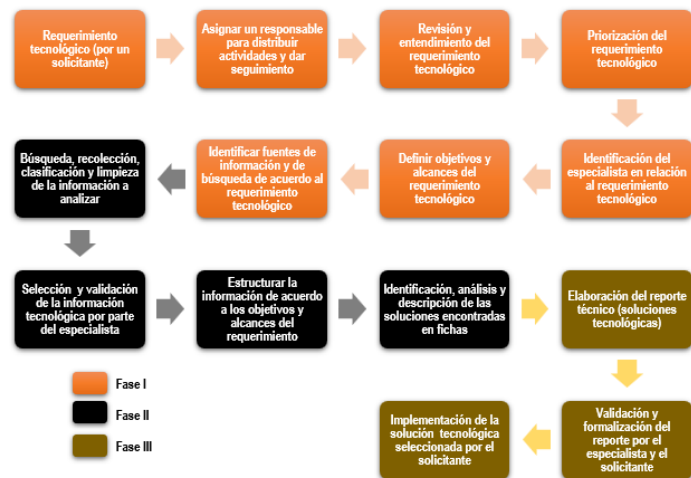 Requerimiento
tecnológico (por un
solicitante)
Asignar un responsable
para distribuir
actividades y dar
seguimiento
Revisión y
entendimiento del
requerimiento
tecnológico
Priorización del
requerimiento
tecnológico
Identificación del
especialista en relación
al requerimiento
tecnológico
Definir objetivos y
alcances del
requerimiento
tecnológico
Identificar fuentes de
información y de
búsqueda de acuerdo al
requerimiento
tecnológico
Búsqueda, recolección,
clasificación y limpieza
de la información a
analizar
Selección y validación
de la información
tecnológica por parte del
especialista
Estructurar la
información de acuerdo
a los objetivos y
alcances del
requerimiento
Identificación, análisis y
descripción de las
soluciones encontradas
en fichas
Elaboración del reporte
técnico (soluciones
tecnológicas)
Validación y
formalización del
reporte por el
especialista y el
solicitante
Implementación de la
solución tecnológica
seleccionada por el
solicitante
Fase I
Fase II
Fase III